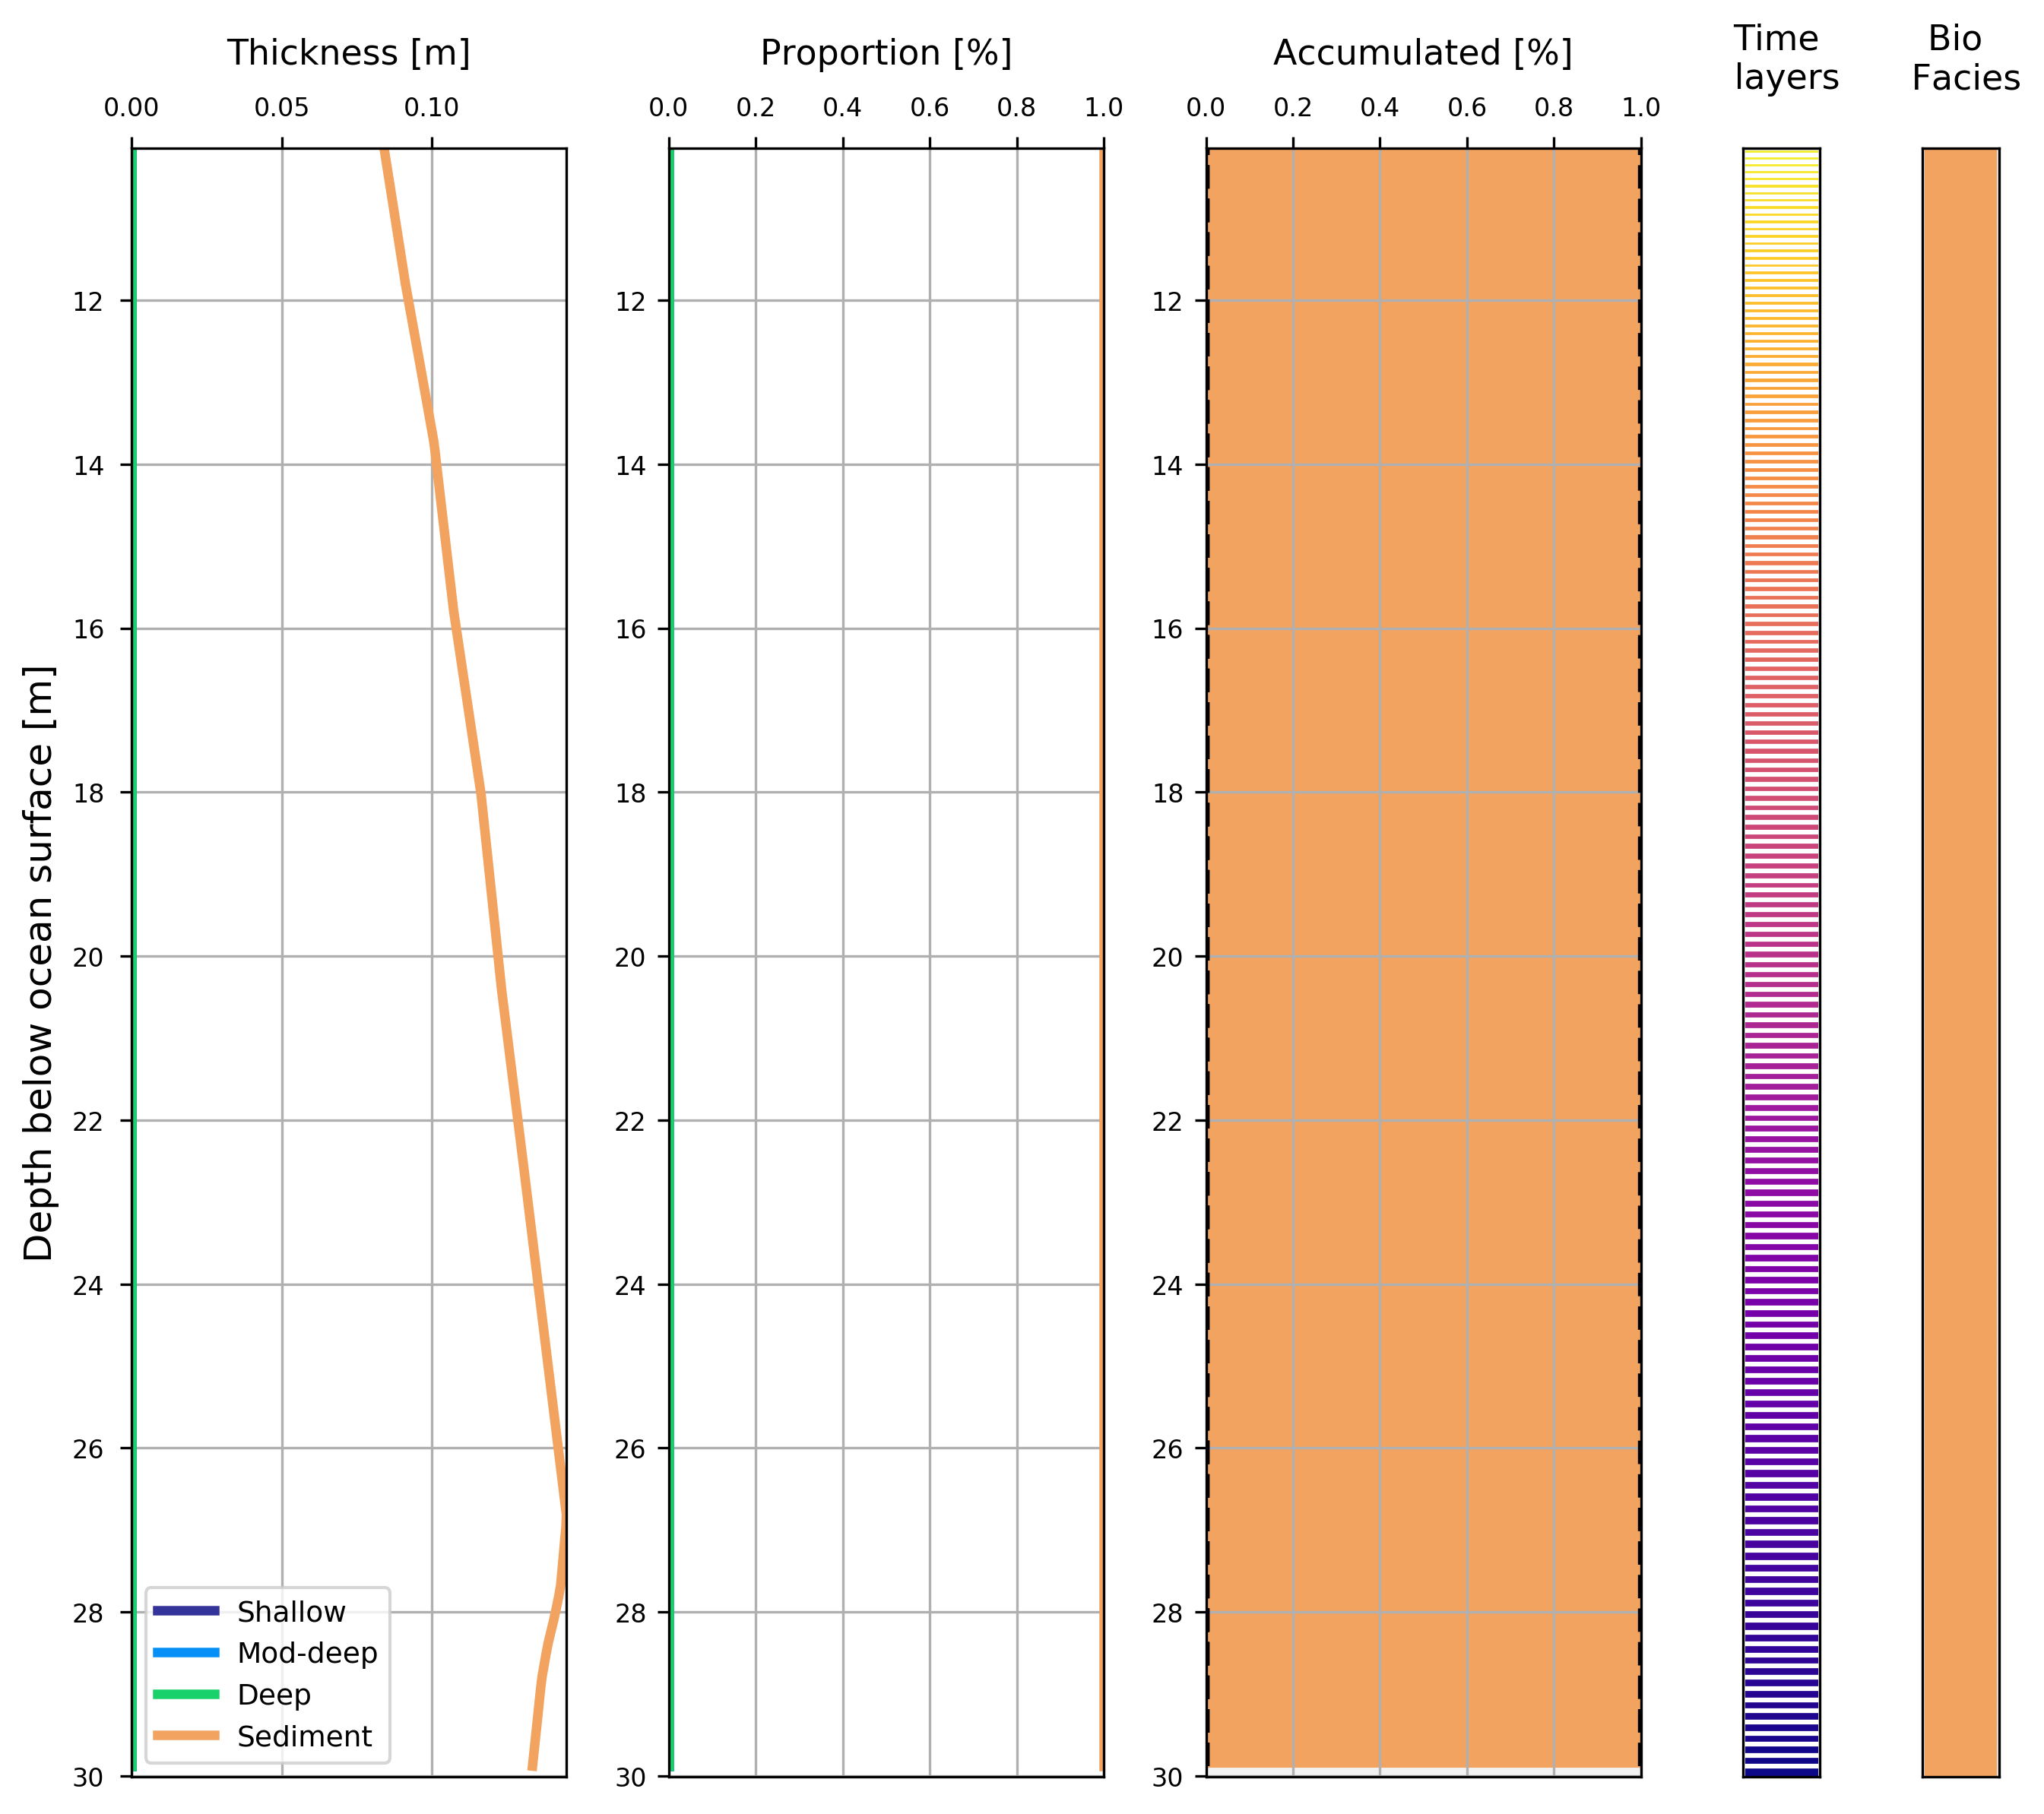 Thickness [m]
0.00 0.05 0.10
Proportion [%]
0.0 0.2 0.4 0.6 0.8 1.0
Accumulated [%]
0.0 0.2 0.4 0.6 0.8 1.0
Time
layers
Bio
Facies
Depth below ocean surface [m]
12
14
16
18
20
22
24
26
28
30
Shallow
Mod-deep
Deep
Sediment
12
14
16
18
20
22
24
26
28
30
12
14
16
18
20
22
24
26
28
30